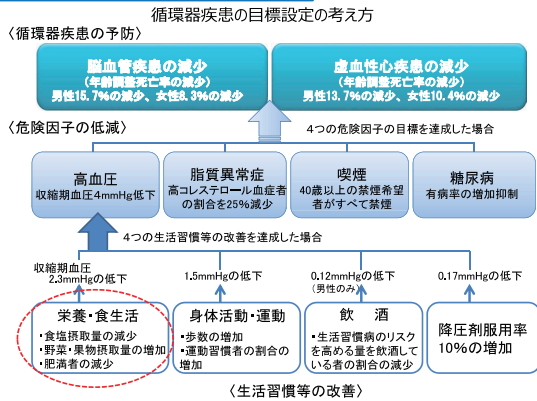 循環器疾患の目標設定の考え方
〈循環器疾患の予防〉
脳血管疾患の減少
（年齢調整死亡率の減少）
男性15.7%の減少、女性8.3%の減少
虚血性心疾患の減少
（年齢調整死亡率の減少）
男性13.7%の減少、女性10.4%の減少
〈危険因子の低減〉
4つの危険因子の目標を達成した場合
高血圧
収縮期血圧4mmHg低下
脂質異常症
高コレステロール血症者
の割合を25%減少
喫煙
40歳以上の禁煙希望
者がすべて禁煙
糖尿病
有病率の増加抑制
4つの生活習慣等の改善を達成した場合
収縮期血圧
2.3mmHgの低下
1.5mmHgの低下
0.12mmHgの低下
（男性のみ）
0.17mmHgの低下
栄養・食生活
・食塩摂取量の減少
・野菜・果物摂取量の増加
・肥満者の減少
身体活動・運動
・歩数の増加
・運動習慣者の割合の
増加
飲　酒
・生活習慣病のリスク
を高める量を飲酒して
いる者の割合の減少
降圧剤服用率
10%の増加
〈生活習慣等の改善〉